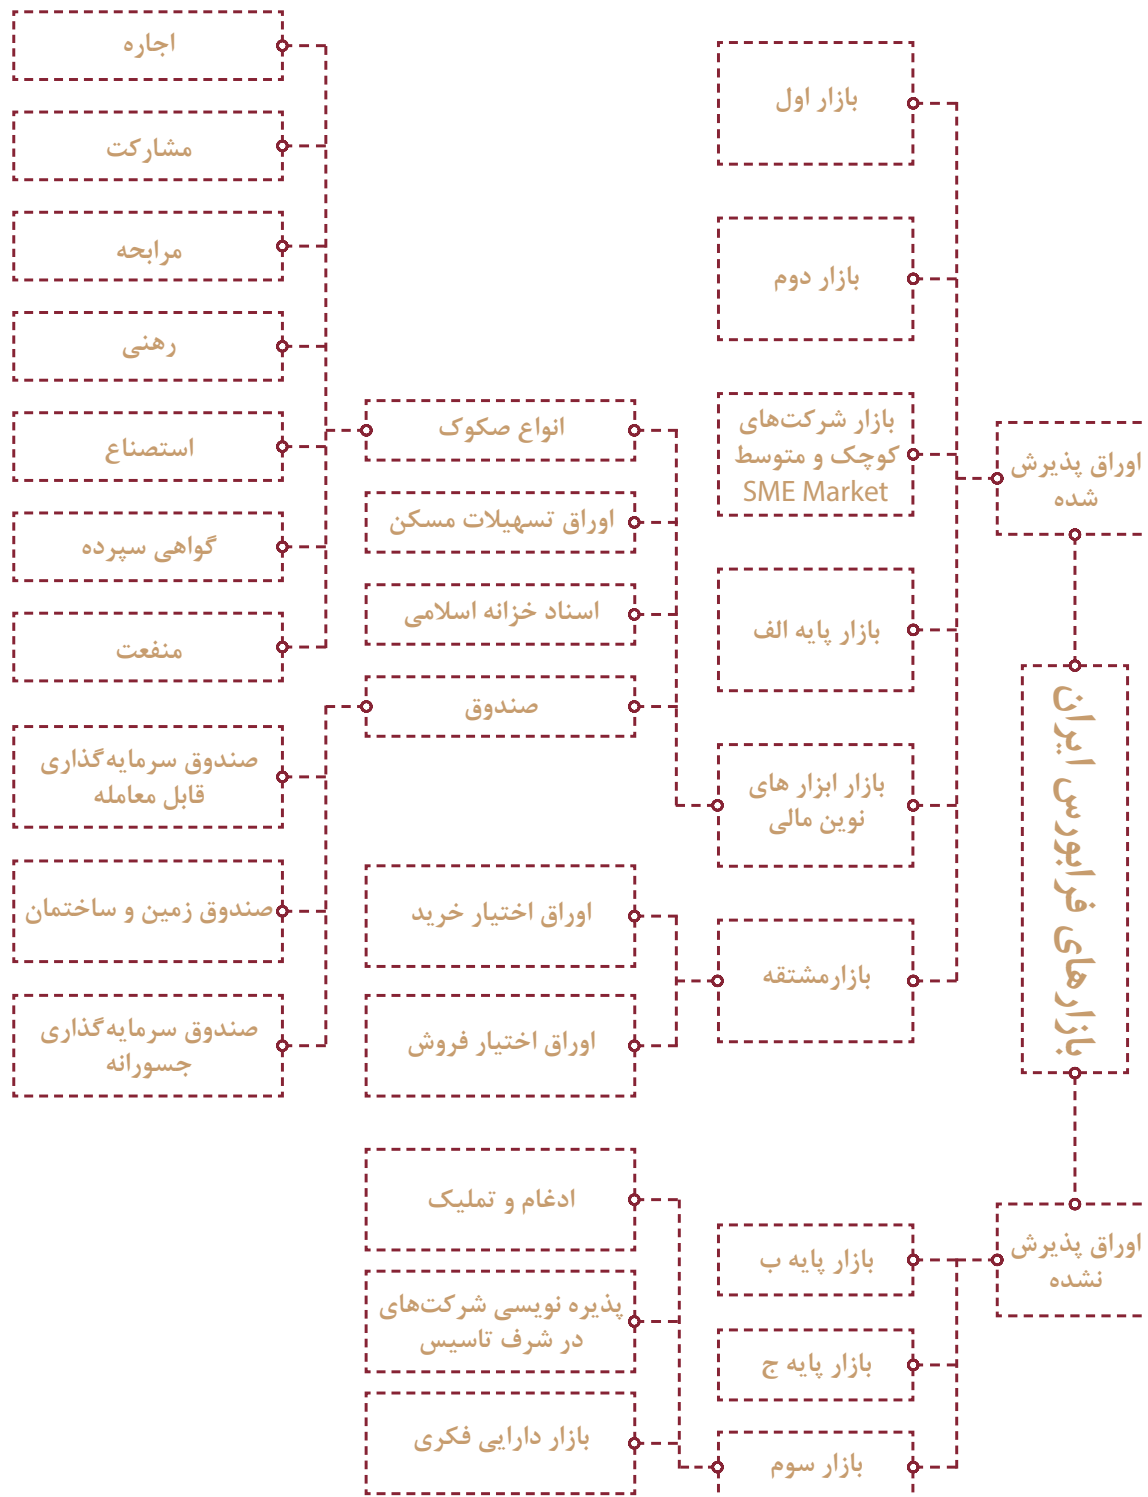 بازارهای فرابورس ایران
اوراق پذیرش
شده
بازار اول
بازار دوم
بازار شرکت‌های
کوچک و متوسط
SME Market
بازار پایه الف
بازار ابزار های
نوین مالی
انواع صکوک
اجاره
مشارکت
مرابحه
رهنی
استصناع
گواهی سپرده
منفعت
اوراق تسهیلات مسکن
اسناد خزانه اسلامی
صندوق
صندوق سرمایه‌گذاری
قابل معامله
صندوق زمین و ساختمان
صندوق سرمایه‌گذاری
جسورانه
بازارمشتقه
اوراق اختیار خرید
اوراق اختیار فروش
اوراق پذیرش
نشده
بازار پایه ب
بازار پایه ج
بازار سوم
ادغام و تملیک
پذیره نویسی شرکت‌های
در شرف تاسیس
بازار دارایی فکری